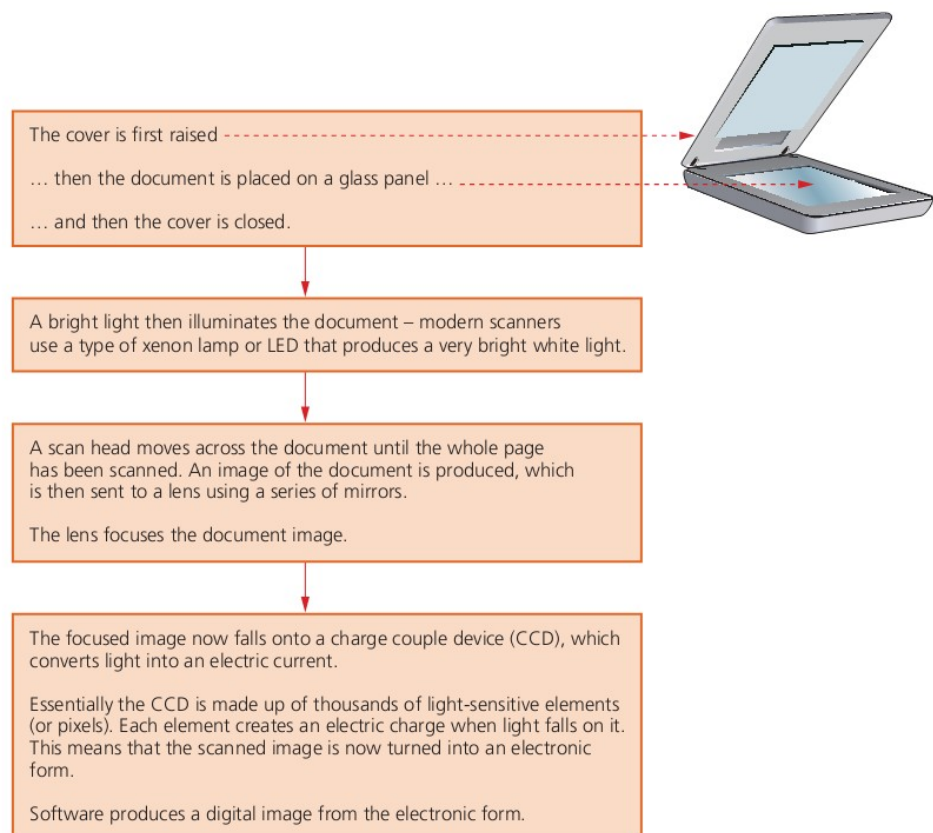 The cover is first raised
… then the document is placed on a glass panel …
… and then the cover is closed.
A bright light then illuminates the document – modern scanners
use a type of xenon lamp or LED that produces a very bright white light.
A scan head moves across the document until the whole page
has been scanned. An image of the document is produced, which
is then sent to a lens using a series of mirrors.
The lens focuses the document image.
The focused image now falls onto a charge couple device (CCD), which
converts light into an electric current.
Essentially the CCD is made up of thousands of light-sensitive elements
(or pixels). Each element creates an electric charge when light falls on it.
This means that the scanned image is now turned into an electronic
form.
Software produces a digital image from the electronic form.